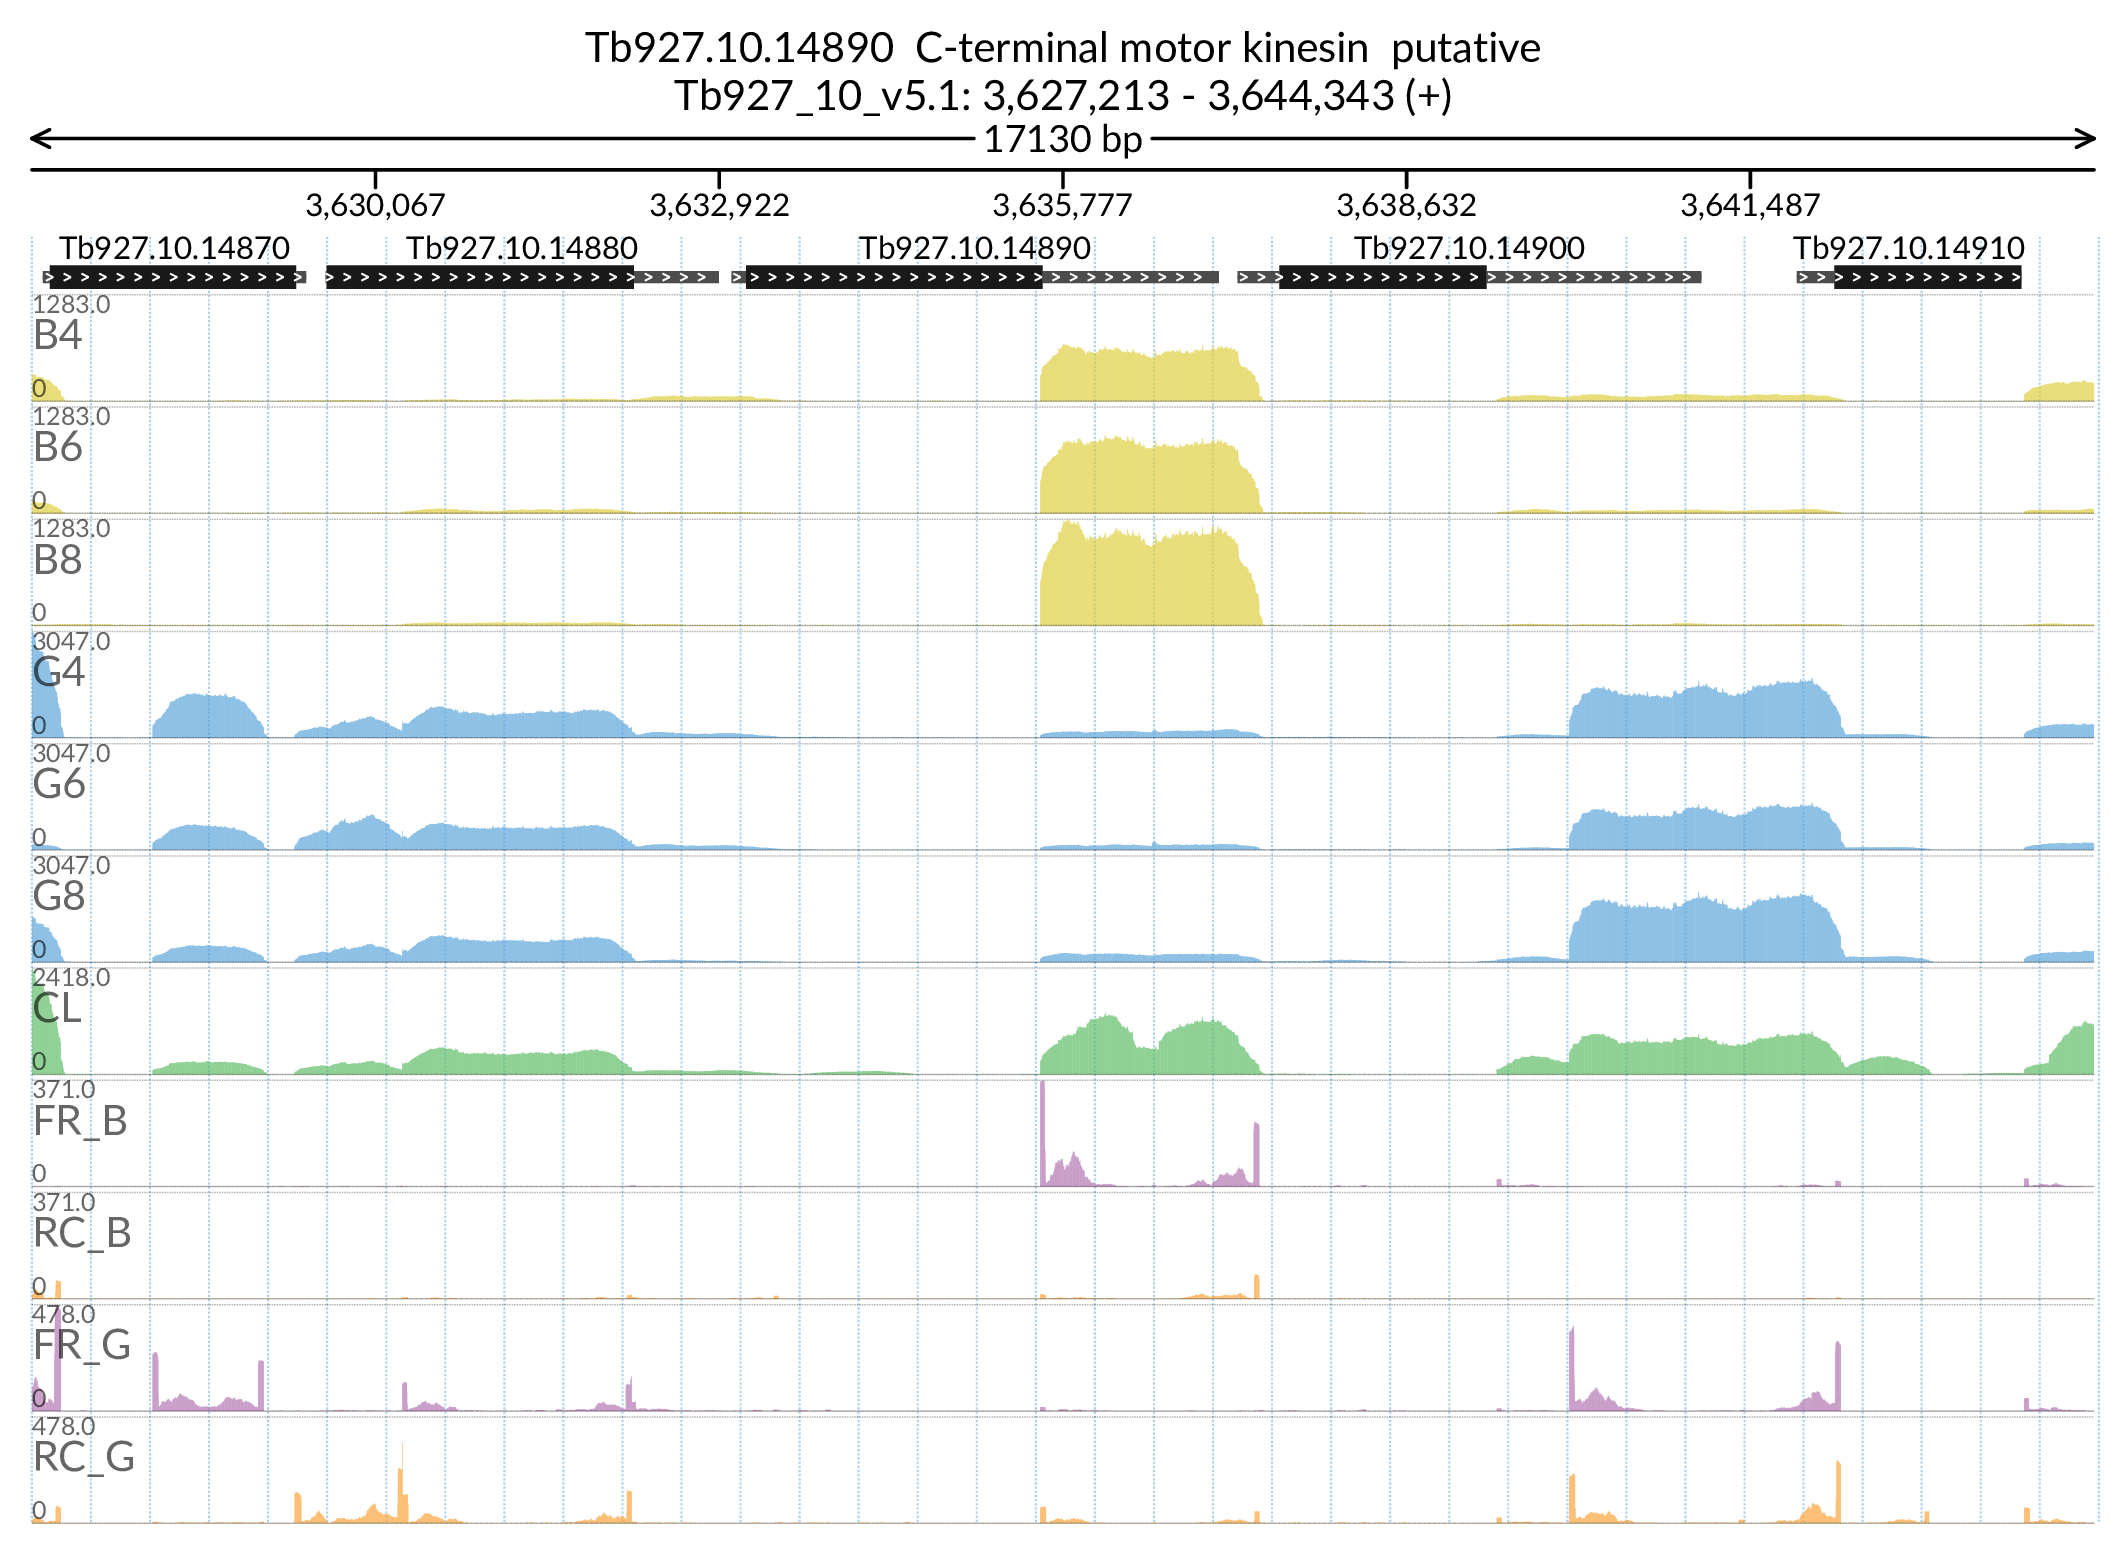 Tb927.10.14890  C-terminal motor kinesin  putative
Tb927_10_v5.1: 3,627,213 - 3,644,343 (+)
17130 bp
3,630,067 3,632,922 3,635,777 3,638,632 3,641,487
Tb927.10.14870 Tb927.10.14880 Tb927.10.14890 Tb927.10.14900 Tb927.10.14910
1283.0
B4
0
1283.0
B6
0
1283.0
B8
0
3047.0
G4
0
3047.0
G6
0
3047.0
G8
0
2418.0
CL
0
371.0
FR_B
0
371.0
RC_B
0
478.0
FR_G
0
478.0
RC_G
0